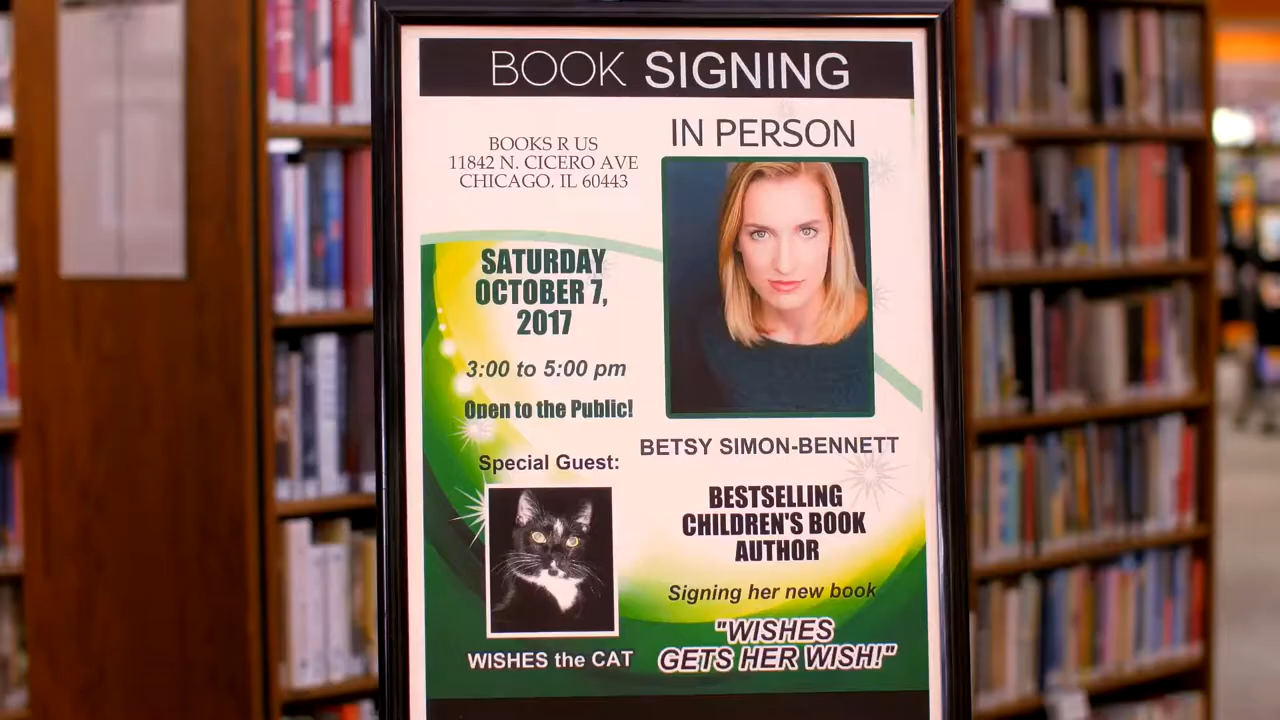 BOOK SIGNING
BOOKS R US
11842 N. CICERO AVE
CHICAGO. IL 60443
IN PERSON
SATURDAY
OCTOBER 7,
2017
3:00 to 5:00 pm
Open to the Public!
Special Guest:
WISHES the CAT
BETSY SIMON-BENNETT
BESTSELLING
CHILDREN'S BOOK
AUTHOR
Signing her new book
"WISHES
GETS HER WISH!"